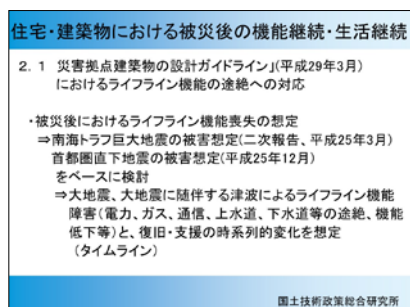 住宅・建築物における被災後の機能継続・生活継続
２．１ 災害拠点建築物の設計ガイドライン」(平成29年3月)
におけるライフライン機能の途絶への対応
・被災後におけるライフライン機能喪失の想定
⇒南海トラフ巨大地震の被害想定(二次報告、平成25年3月)
首都圏直下地震の被害想定(平成25年12月)
をベースに検討
⇒大地震、大地震に随伴する津波によるライフライン機能
障害(電力、ガス、通信、上水道、下水道等の途絶、機能
低下等)と、復旧・支援の時系列的変化を想定
(タイムライン)
国土技術政策総合研究所